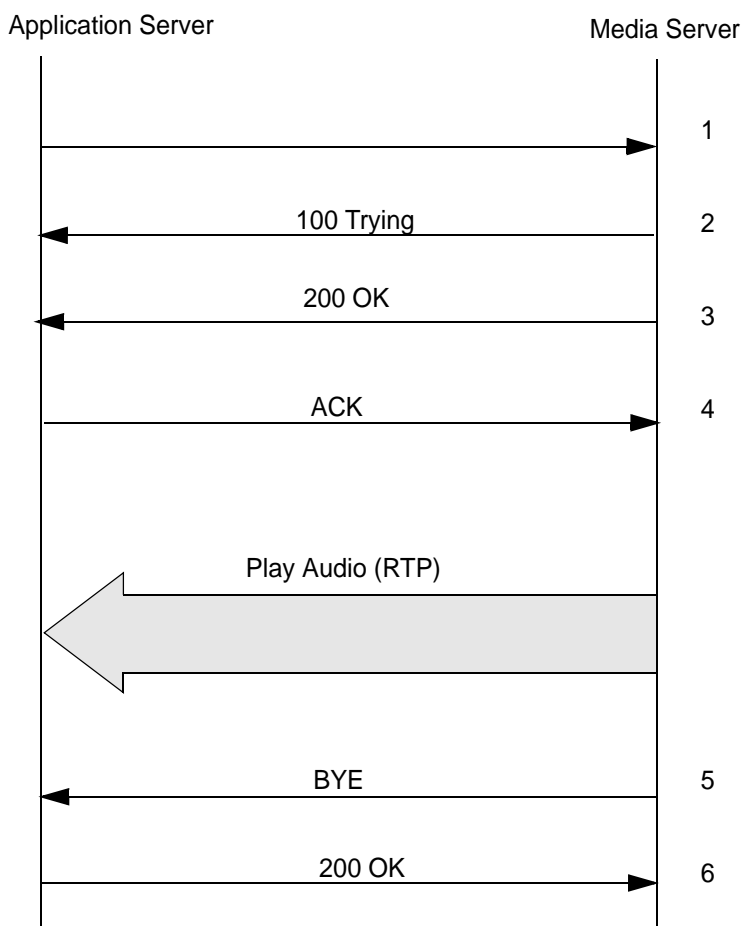 Application Server
Media Server
1
100 Trying
2
200 OK
3
ACK
4
Play Audio (RTP)
BYE
5
200 OK
6